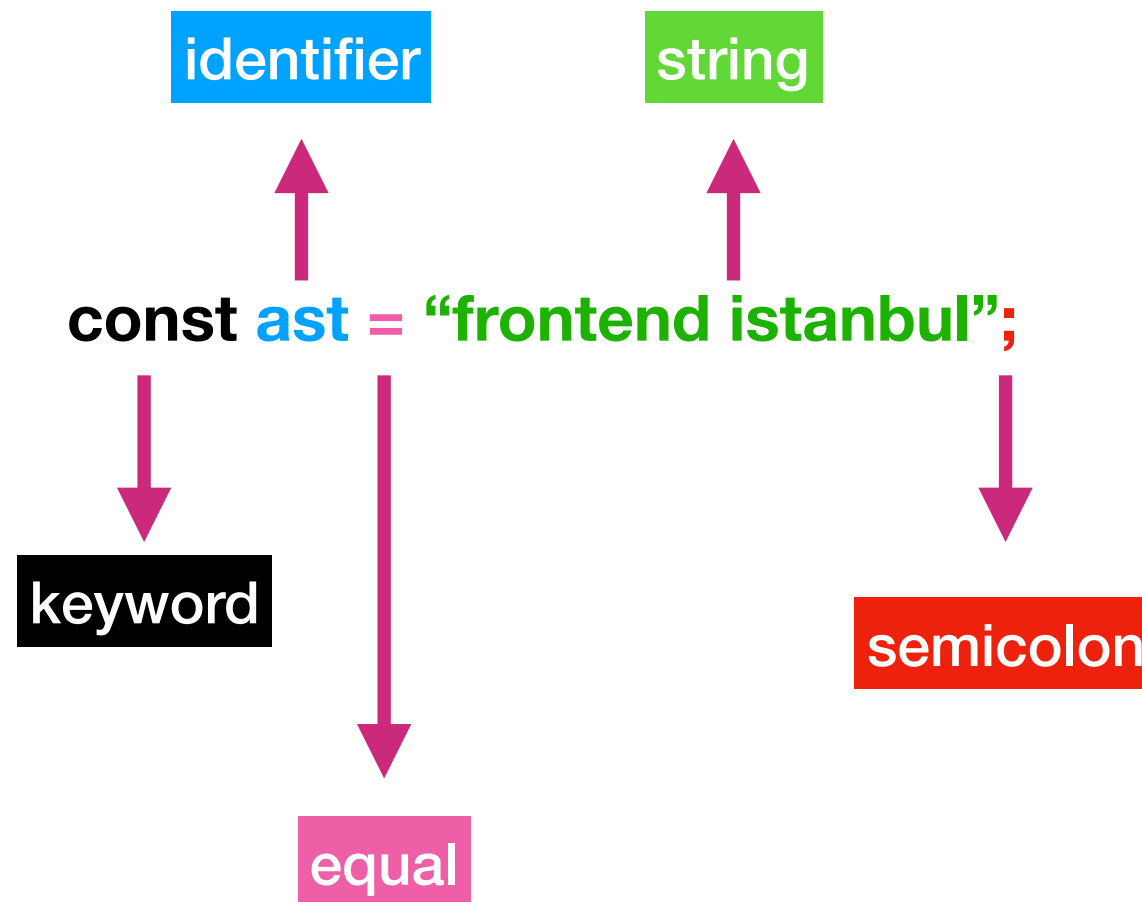 identifier string
const ast = “frontend istanbul”;
keyword
semicolon
equal